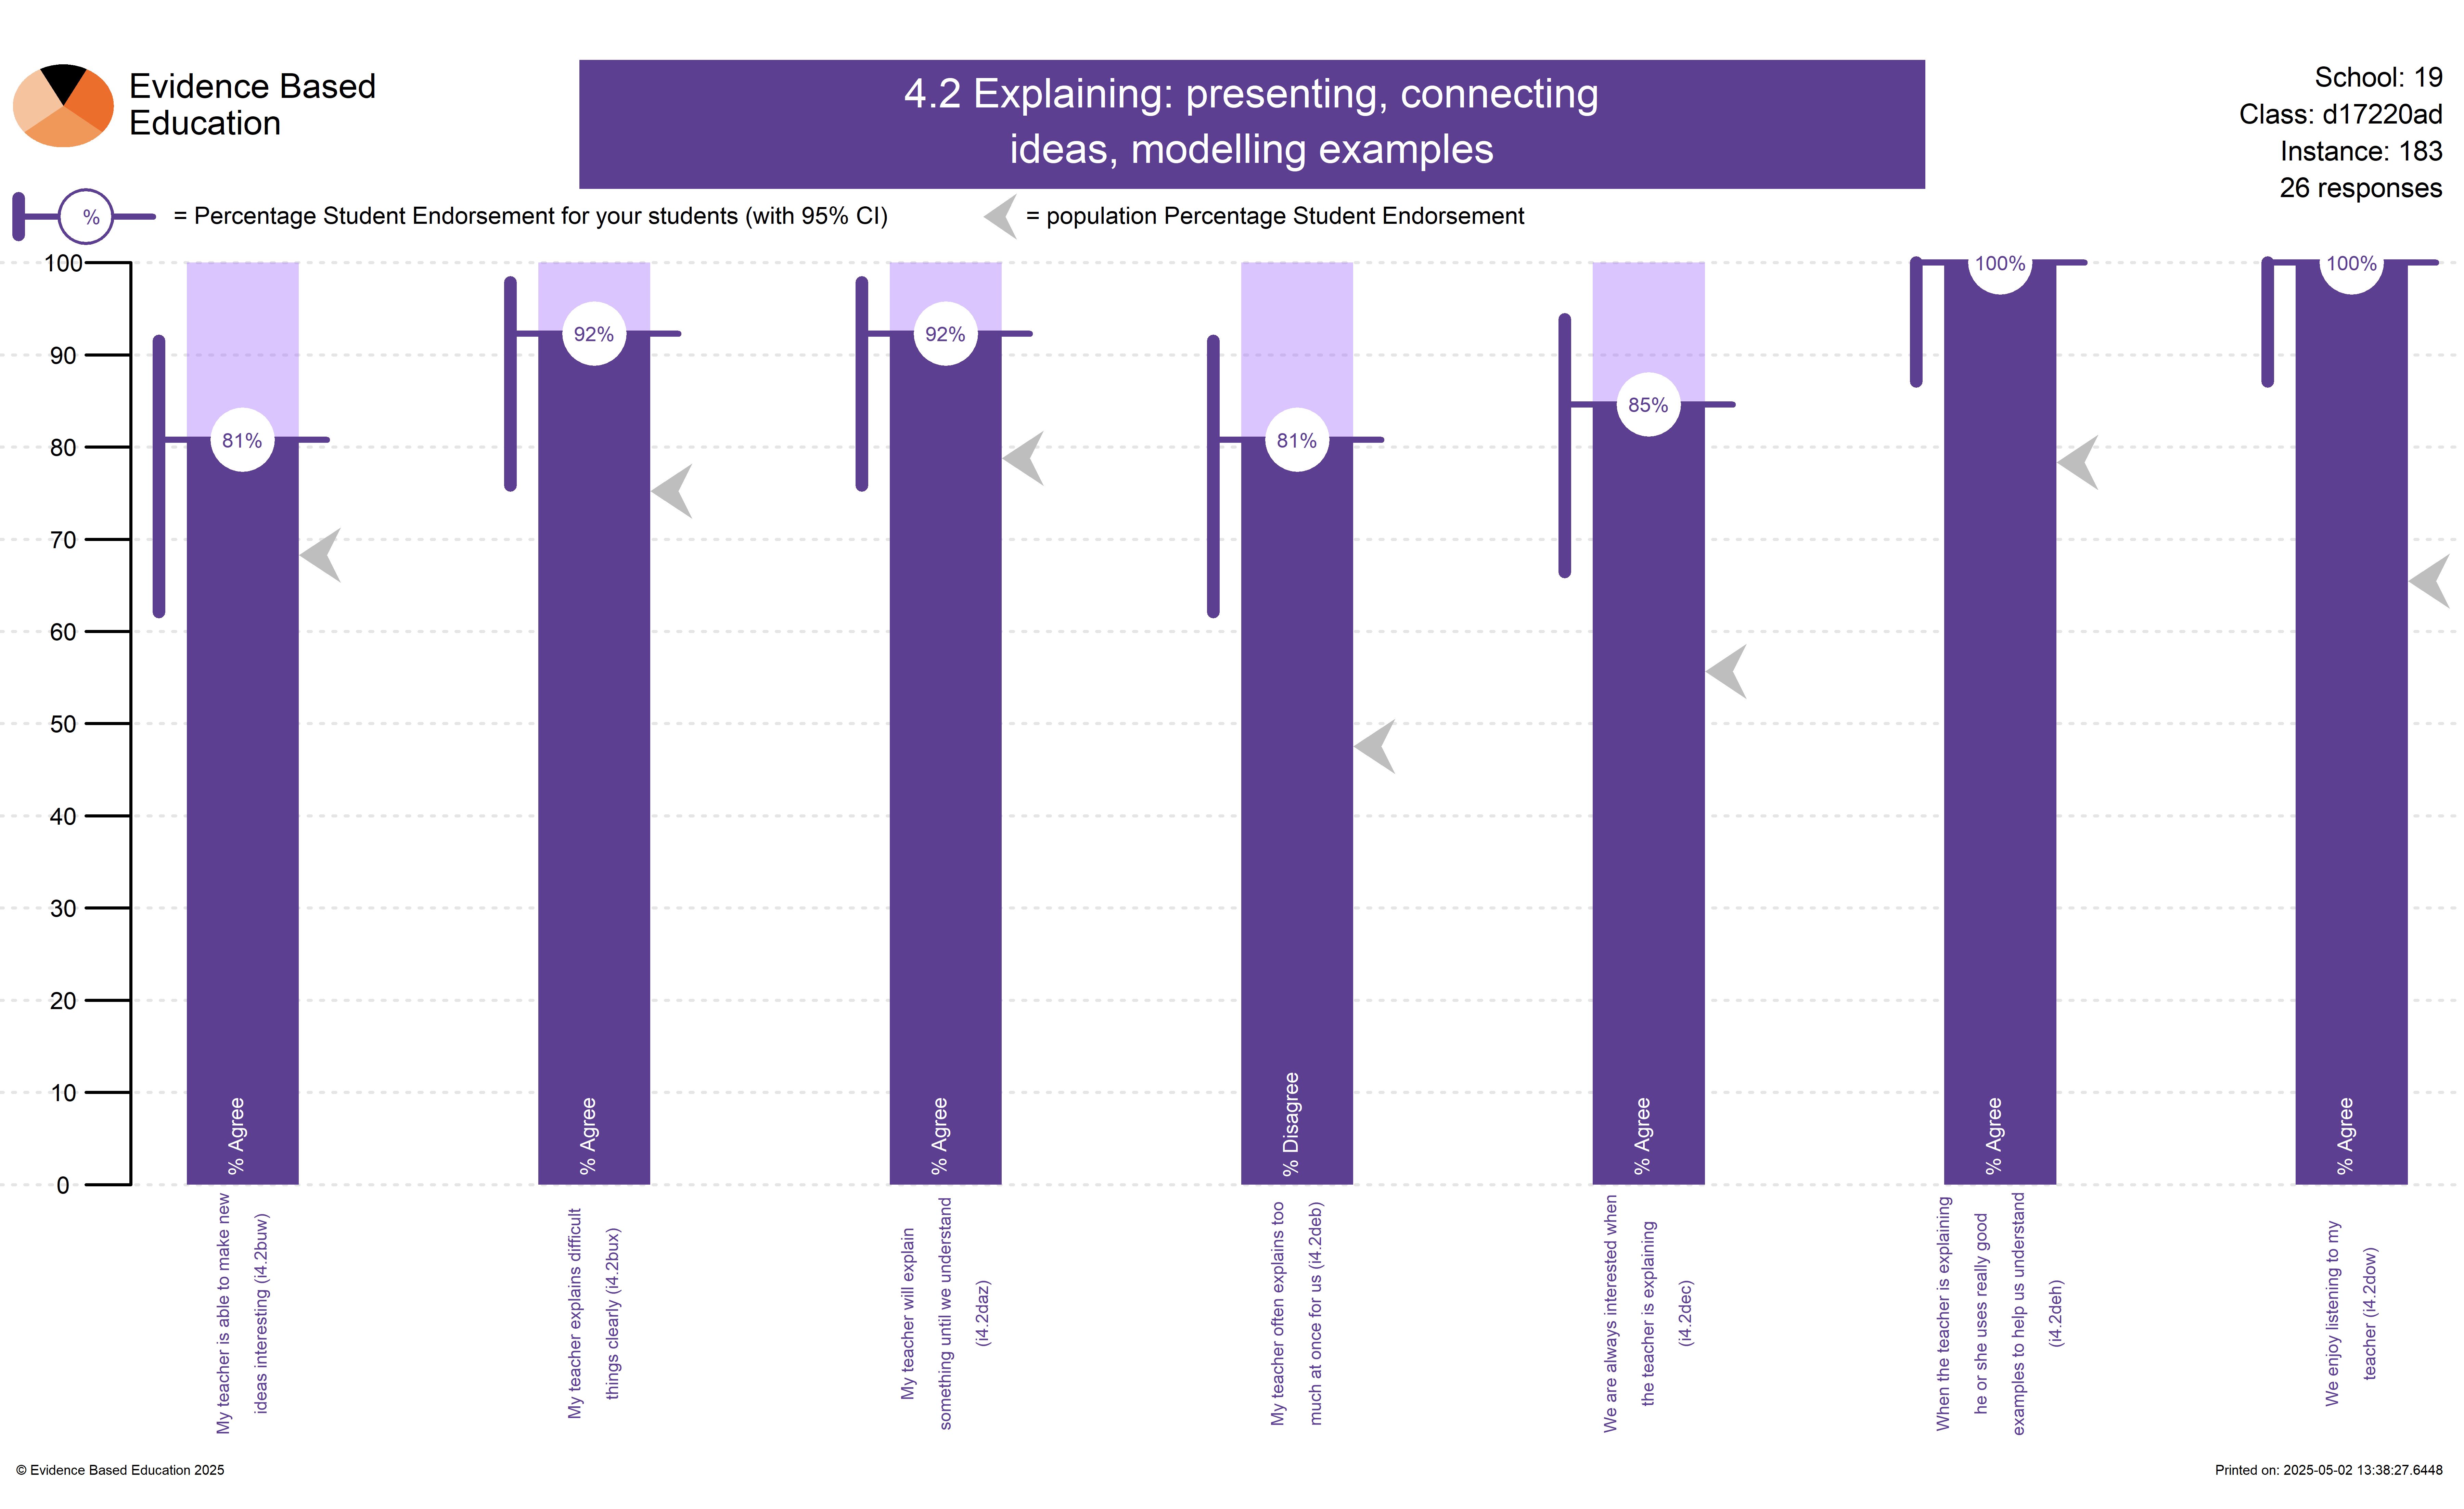 Evidence Based
Education
4.2 Explaining: presenting, connecting
ideas, modelling examples
School: 19
Class: d17220ad
Instance: 183
26 responses
% = Percentage Student Endorsement for your students (with 95% CI)
= population Percentage Student Endorsement
100
90
80
70
60
50
40
30
20
10
0
81%
92%
92%
81%
85%
100%
100%
% Agree
% Agree
% Agree
% Disagree
% Agree
% Agree
% Agree
My teacher is able to make new
ideas interesting (i4.2buw)
My teacher explains difficult
things clearly (i4.2bux)
My teacher will explain
something until we understand
(i4.2daz)
My teacher often explains too
much at once for us (i4.2deb)
We are always interested when
the teacher is explaining
(i4.2dec)
When the teacher is explaining
he or she uses really good
examples to help us understand
(i4.2deh)
We enjoy listening to my
teacher (i4.2dow)
© Evidence Based Education 2025
Printed on: 2025-05-02 13:38:27.6448